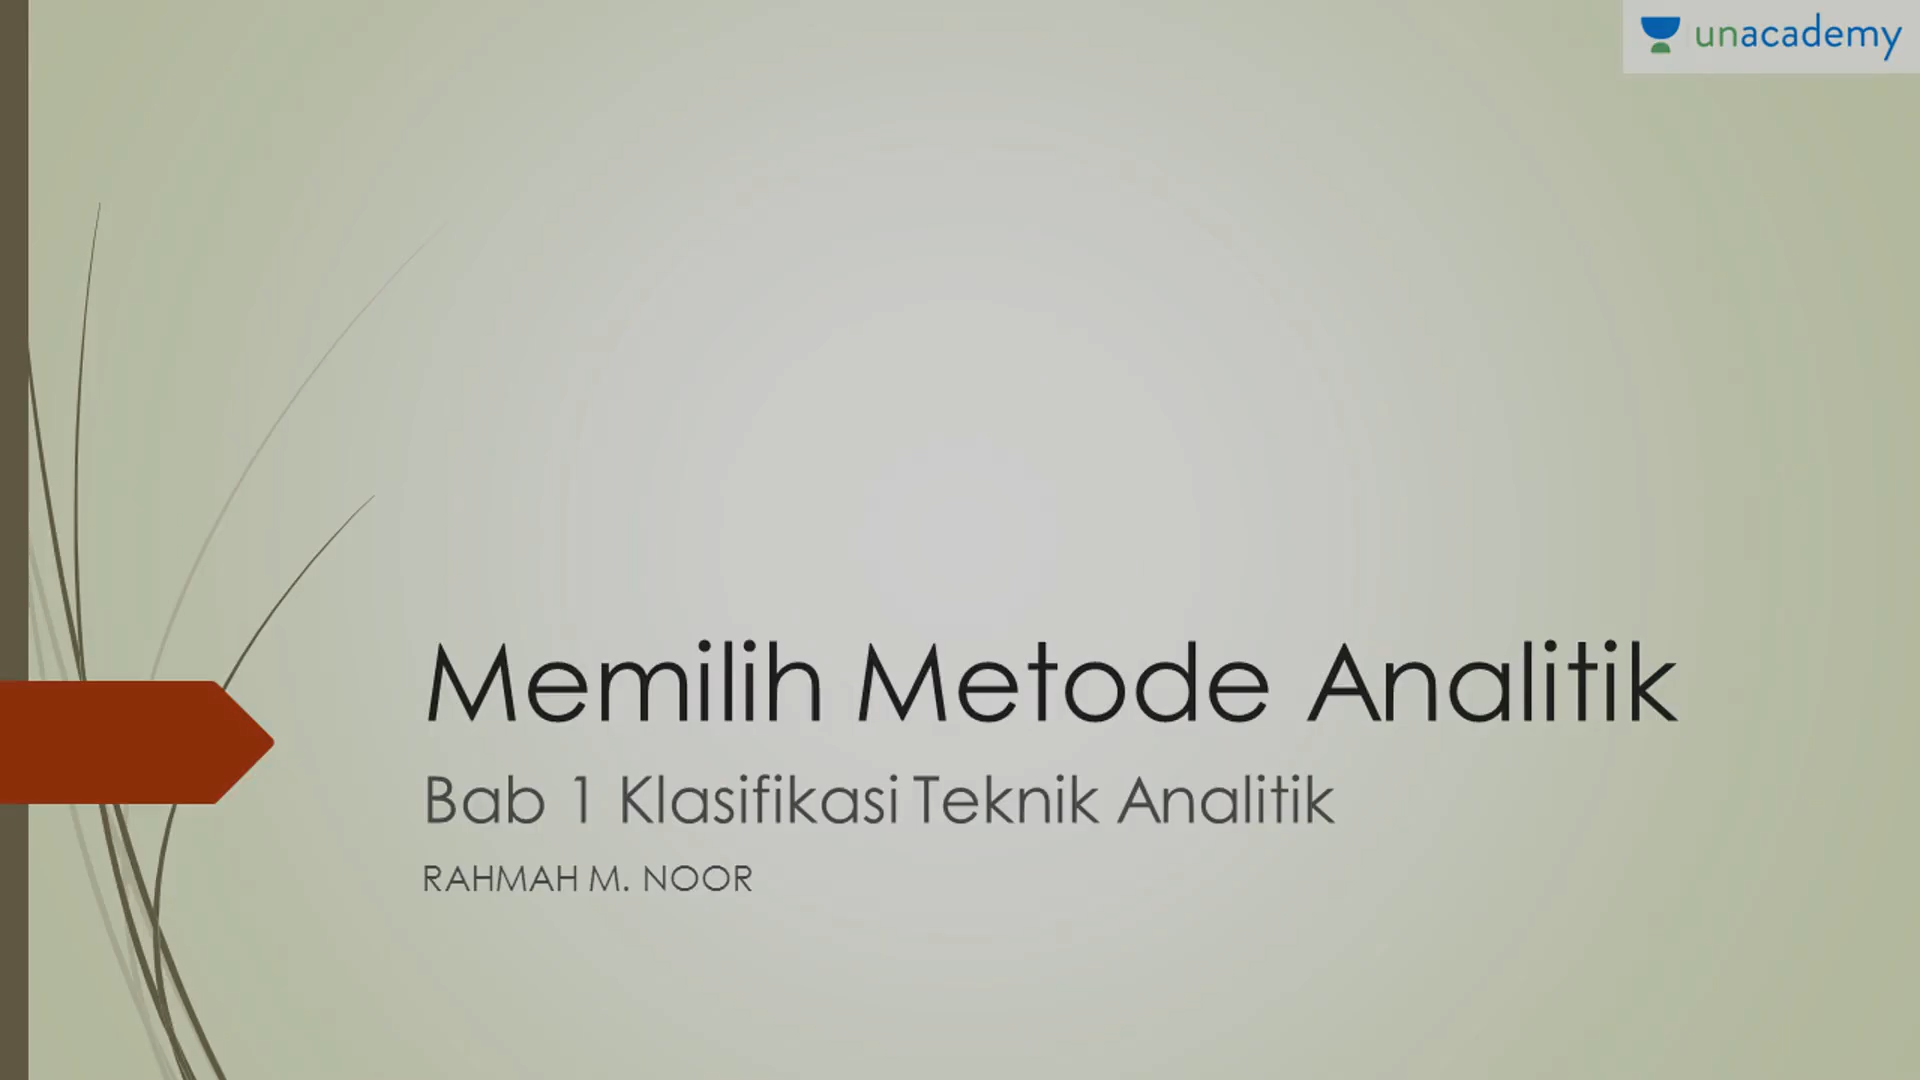 unacademy
Memilih Metode Analitik
Bab 1 Klasifikasi Teknik Analitik
RAHMAH M. NOOR